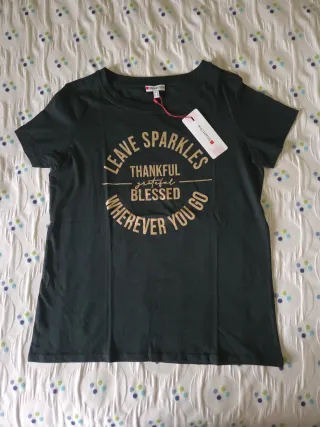 LEAVE SPARKLES
THANKFUL
grateful
BLESSED
WHEREVER YOU GO